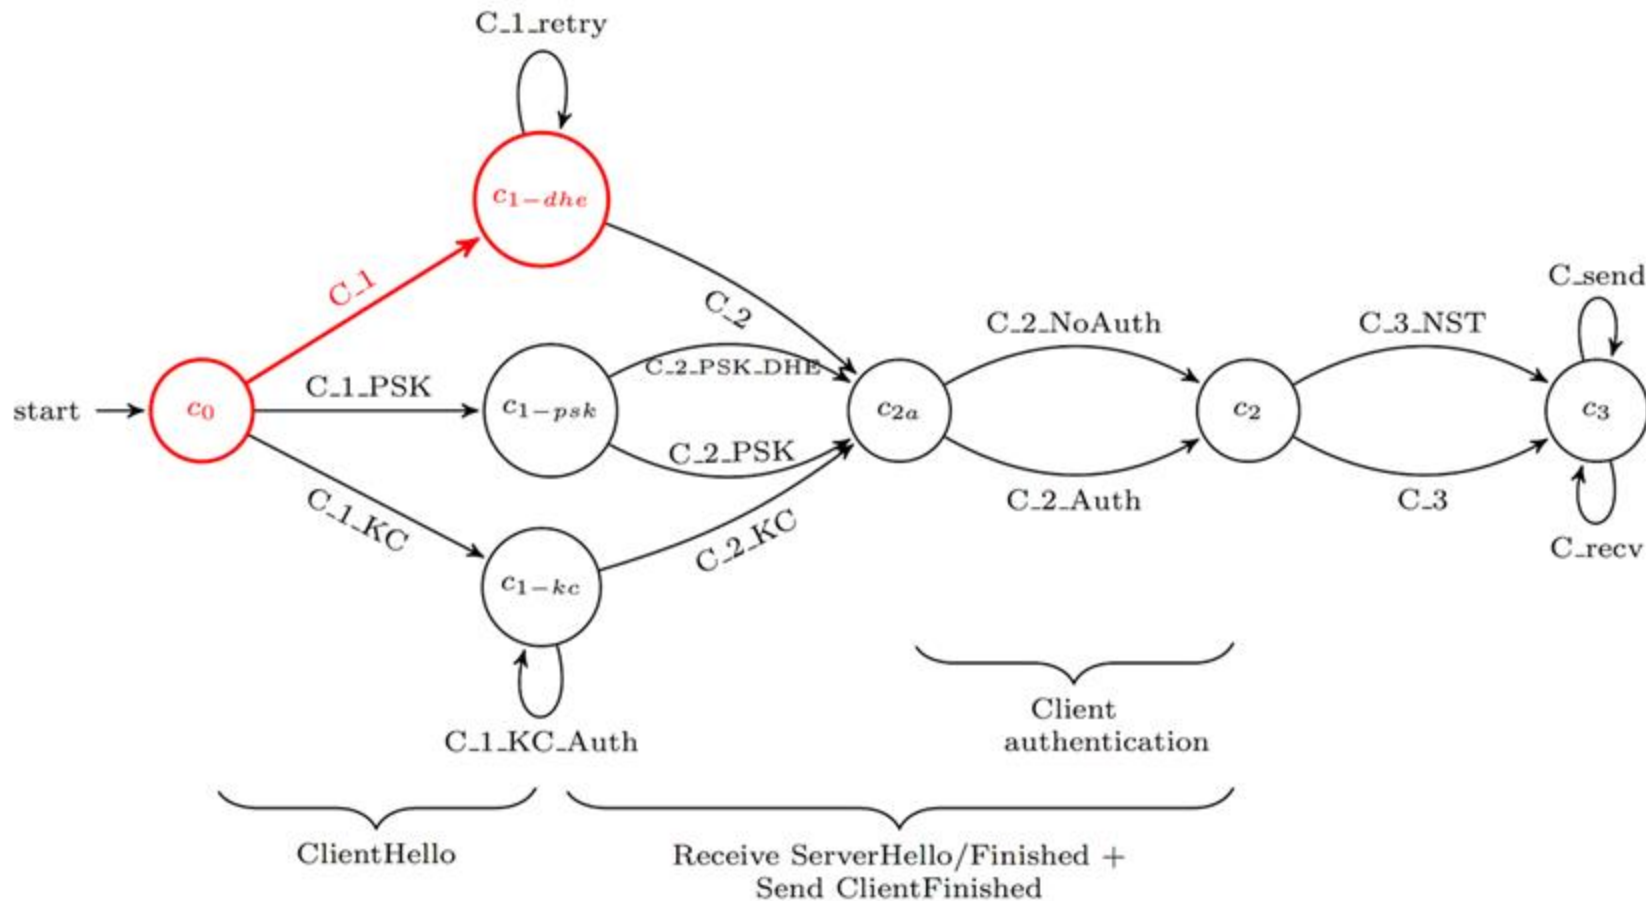 C_1_retry
c1−dhe
C_1
C_2
C_send
C_2_NoAuth
C_3_NST
C_1_PSK
C_2_PSK_DHE
start
c0
c1−psk
c2a
c2
c3
C_2_PSK
C_2_Auth
C_3
C_1_KC
C_2_KC
C_recv
c1−kc
C_1_KC_Auth
Client
authentication
ClientHello
Receive ServerHello/Finished +
Send ClientFinished